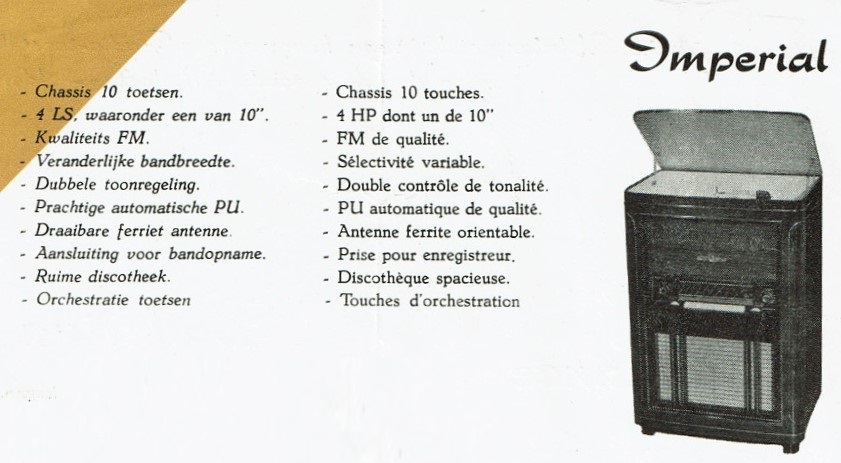 Imperial
- Chassis 10 toetsen.
- 4 LS, waaronder een van 10".
- Kwaliteits FM.
- Veranderlijke bandbreedte.
- Dubbele toonregeling.
- Prachtige automatische PU.
- Draaibare ferriet antenne.
- Aansluiting voor bandopname.
- Ruime discotheek.
- Orchestratie toetsen
- Chassis 10 touches.
- 4 HP dont un de 10"
- FM de qualité.
- Sélectivité variable.
- Double contrôle de tonalité.
- PU automatique de qualité.
- Antenne ferrite orientable.
- Prise pour enregistreur.
- Discothèque spacieuse.
- Touches d'orchestration